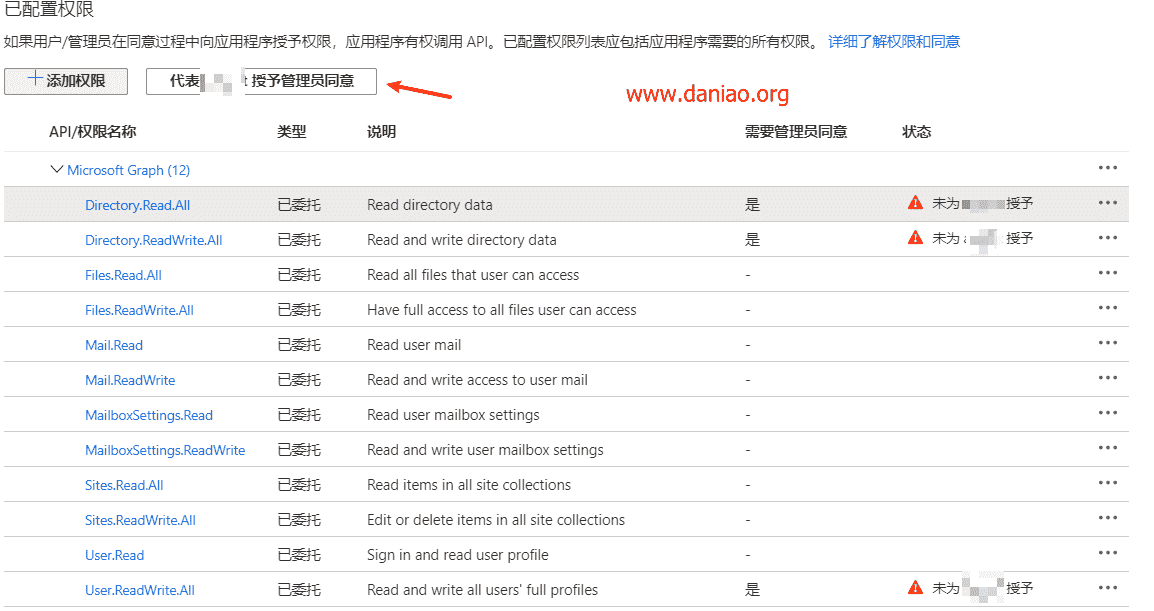 已配置权限
如果用户/管理员在同意过程中向应用程序授予权限，应用程序有权调用 API。已配置权限列表应包括应用程序需要的所有权限。 详细了解权限和同意
添加权限 代表 授予管理员同意
www.daniao.org
API/权限名称 类型 说明 需要管理员同意 状态
Microsoft Graph (12) ···
Directory.Read.All 已委托 Read directory data 是 未为 授予 ···
Directory.ReadWrite.All 已委托 Read and write directory data 是 未为 授予 ···
Files.Read.All 已委托 Read all files that user can access - ···
Files.ReadWrite.All 已委托 Have full access to all files user can access - ···
Mail.Read 已委托 Read user mail - ···
Mail.ReadWrite 已委托 Read and write access to user mail - ···
MailboxSettings.Read 已委托 Read user mailbox settings - ···
MailboxSettings.ReadWrite 已委托 Read and write user mailbox settings - ···
Sites.Read.All 已委托 Read items in all site collections - ···
Sites.ReadWrite.All 已委托 Edit or delete items in all site collections - ···
User.Read 已委托 Sign in and read user profile - ···
User.ReadWrite.All 已委托 Read and write all users' full profiles 是 未为 授予 ···